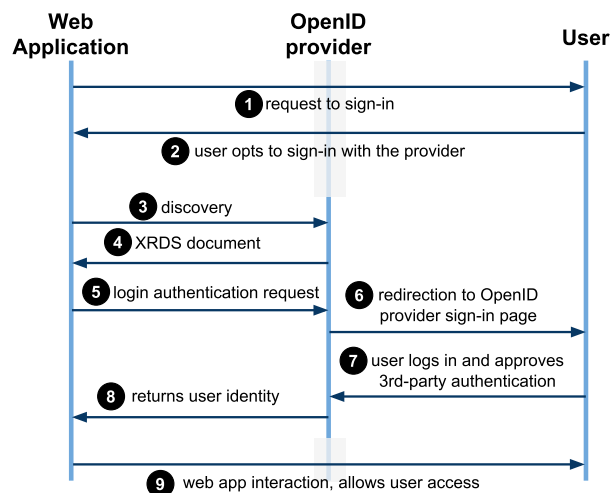 Web
Application
OpenID
provider
User
1 request to sign-in
2 user opts to sign-in with the provider
3 discovery
4 XRDS document
5 login authentication request
6 redirection to OpenID
provider sign-in page
7 user logs in and approves
3rd-party authentication
8 returns user identity
9 web app interaction, allows user access